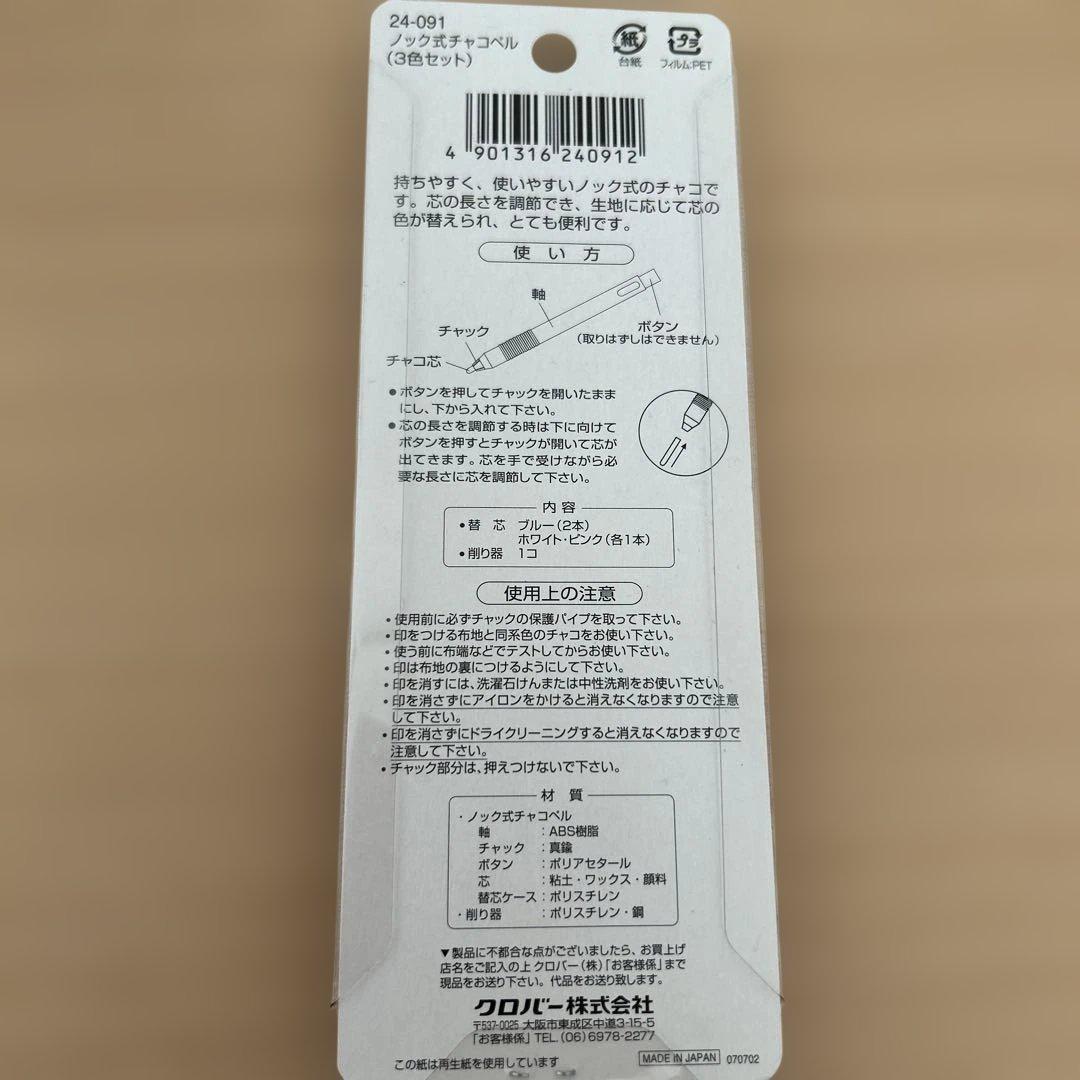 24-091
ノック式チャコペル
(3色セット)
紙
台紙
プラ
フィルム:PET
4 901316 240912
持ちやすく、使いやすいノック式のチャコで
す。芯の長さを調節でき、生地に応じて芯の
色が替えられ、とても便利です。
使い方
軸
チャック
チャコ芯
ボタン
(取りはずしはできません)
●ボタンを押してチャックを開いたまま
にし、下から入れて下さい。
●芯の長さを調節する時は下に向けて
ボタンを押すとチャックが開いて芯が
出てきます。芯を手で受けながら必
要な長さに芯を調節して下さい。
内容
●替芯 ブルー(2本)
ホワイト・ピンク(各1本)
●削り器 1コ
使用上の注意
・使用前に必ずチャックの保護パイプを取って下さい。
・印をつける布地と同系色のチャコをお使い下さい。
・使う前に布端などでテストしてからお使い下さい。
・印は布地の裏につけるようにして下さい。
・印を消すには、洗濯石けんまたは中性洗剤をお使い下さい。
・印を消さずにアイロンをかけると消えなくなりますので注意
して下さい。
・印を消さずにドライクリーニングすると消えなくなりますので
注意して下さい。
・チャック部分は、押えつけないで下さい。
材質
・ノック式チャコペル
軸 :ABS樹脂
チャック :真鍮
ボタン :ポリアセタール
芯 :粘土・ワックス・顔料
替芯ケース:ポリスチレン
・削り器 :ポリスチレン・鋼
▼製品に不都合な点がございましたら、お買上げ
店名をご記入の上 クロバー(株)「お客様係」まで
現品をお送り下さい。代品をお送り致します。
クロバー株式会社
〒537-0025 大阪市東成区中道3-15-5
「お客様係」TEL.(06)6978-2277
この紙は再生紙を使用しています
MADE IN JAPAN 070702